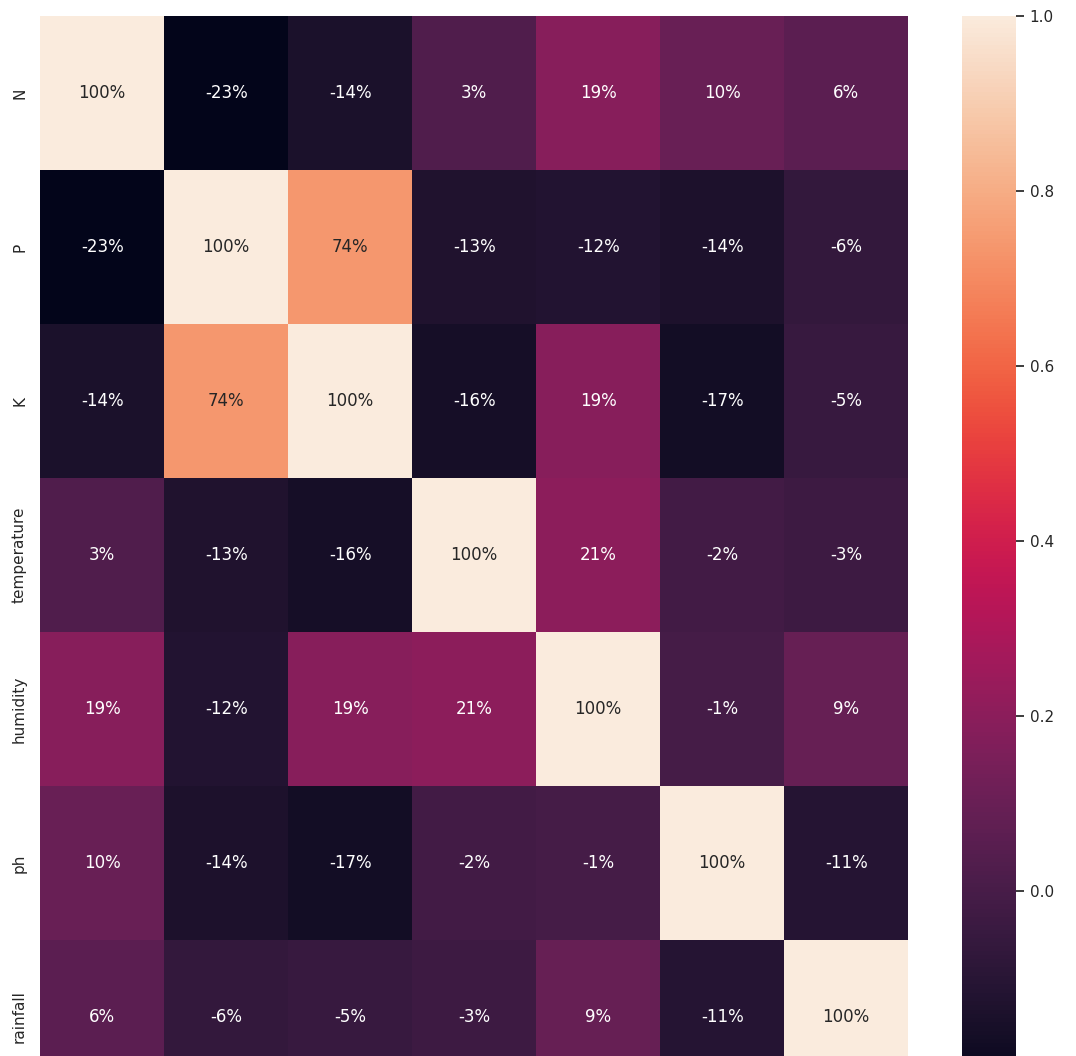 N 100% -23% -14% 3% 19% 10% 6%
P -23% 100% 74% -13% -12% -14% -6%
K -14% 74% 100% -16% 19% -17% -5%
temperature 3% -13% -16% 100% 21% -2% -3%
humidity 19% -12% 19% 21% 100% -1% 9%
ph 10% -14% -17% -2% -1% 100% -11%
rainfall 6% -6% -5% -3% 9% -11% 100%
1.0
0.8
0.6
0.4
0.2
0.0